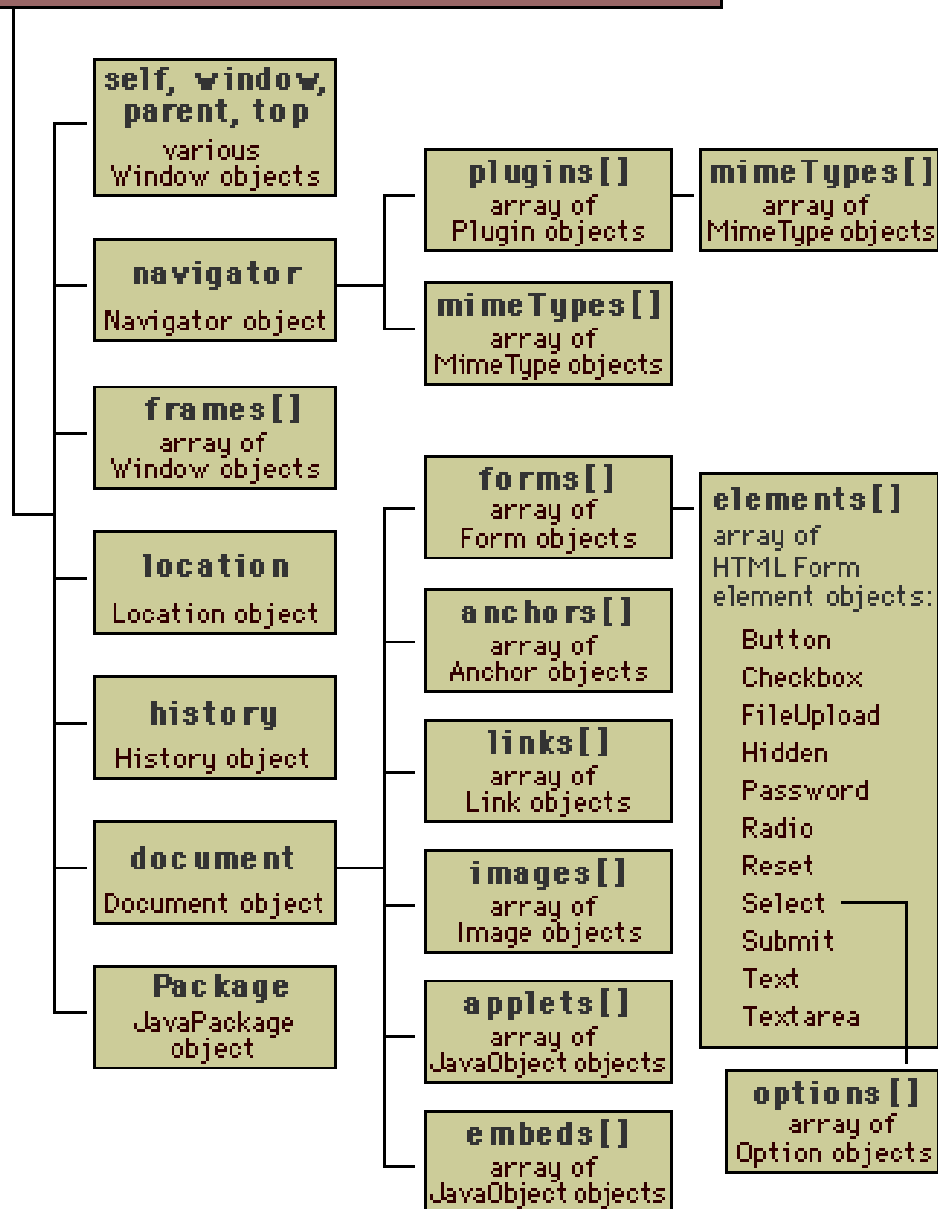 self, window,
parent, top
various
Window objects
navigator
Navigator object
frames[]
array of
Window objects
location
Location object
history
History object
document
Document object
Package
JavaPackage
object
plugins[]
array of
Plugin objects
mimeTypes[]
array of
MimeType objects
mimeTypes[]
array of
MimeType objects
forms[]
array of
Form objects
anchors[]
array of
Anchor objects
links[]
array of
Link objects
images[]
array of
Image objects
applets[]
array of
JavaObject objects
embeds[]
array of
JavaObject objects
elements[]
array of
HTML Form
element objects:
Button
Checkbox
FileUpload
Hidden
Password
Radio
Reset
Select
Submit
Text
Textarea
options[]
array of
Option objects